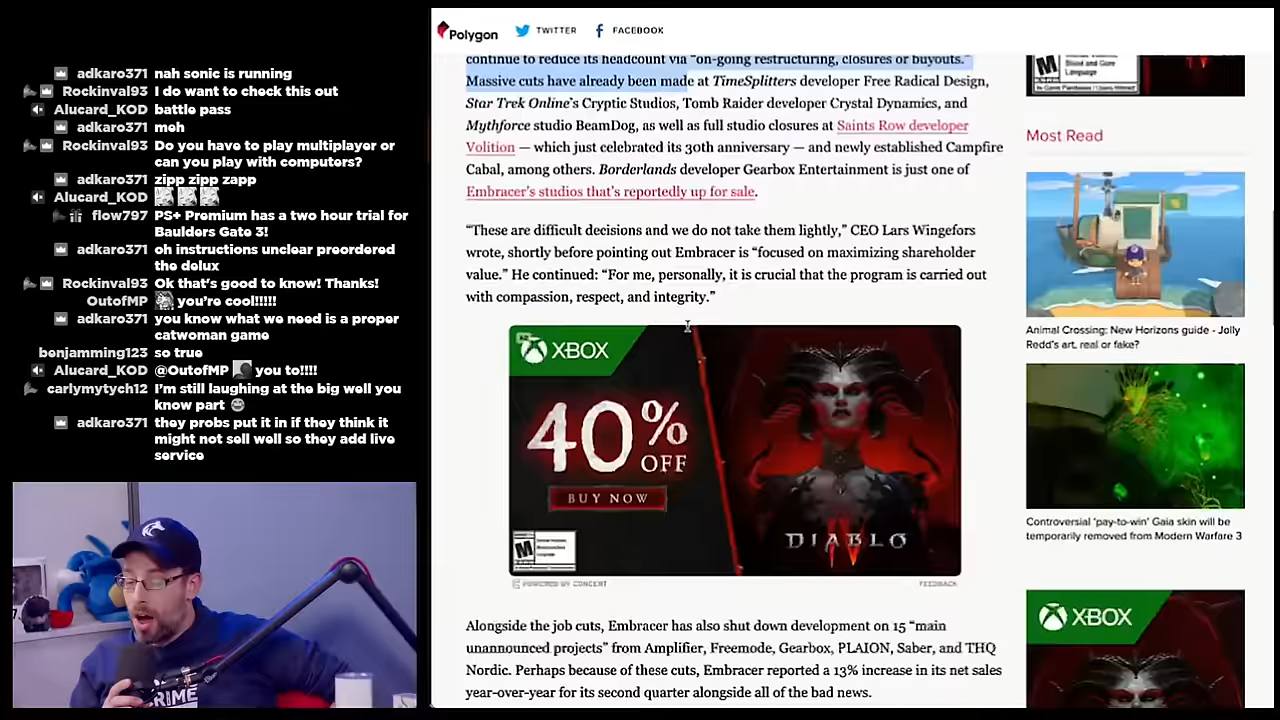 adkaro371 nah sonic is running
Rockinval93 I do want to check this out
Alucard_KOD battle pass
adkaro371 meh
Rockinval93 Do you have to play multiplayer or
can you play with computers?
adkaro371 zipp zipp zapp
Alucard_KOD
flow797 PS+ Premium has a two hour trial for
Baulders Gate 3!
adkaro371 oh instructions unclear preordered
the delux
Rockinval93 Ok that's good to know! Thanks!
OutofMP you're cool!!!!!
adkaro371 you know what we need is a proper
catwoman game
benjamming123 so true
Alucard_KOD @OutofMP you to!!!!
carlymytych12 I'm still laughing at the big well you
know part
adkaro371 they probs put it in if they think it
might not sell well so they add live
service
Polygon TWITTER FACEBOOK
continue to reduce its headcount via “on-going restructuring, closures or buyouts.”
Massive cuts have already been made at TimeSplitters developer Free Radical Design,
Star Trek Online’s Cryptic Studios, Tomb Raider developer Crystal Dynamics, and
Mythforce studio BeamDog, as well as full studio closures at Saints Row developer
Volition — which just celebrated its 30th anniversary — and newly established Campfire
Cabal, among others. Borderlands developer Gearbox Entertainment is just one of
Embracer’s studios that’s reportedly up for sale.
“These are difficult decisions and we do not take them lightly,” CEO Lars Wingefors
wrote, shortly before pointing out Embracer is “focused on maximizing shareholder
value.” He continued: “For me, personally, it is crucial that the program is carried out
with compassion, respect, and integrity.”
XBOX
40%
OFF
BUY NOW
DIABLO
POWERED BY CONCERT
FEEDBACK
Alongside the job cuts, Embracer has also shut down development on 15 “main
unannounced projects” from Amplifier, Freemode, Gearbox, PLAION, Saber, and THQ
Nordic. Perhaps because of these cuts, Embracer reported a 13% increase in its net sales
year-over-year for its second quarter alongside all of the bad news.
Blood and Gore
Language
Most Read
Animal Crossing: New Horizons guide - Jolly
Redd’s art, real or fake?
Controversial ‘pay-to-win’ Gaia skin will be
temporarily removed from Modern Warfare 3
XBOX